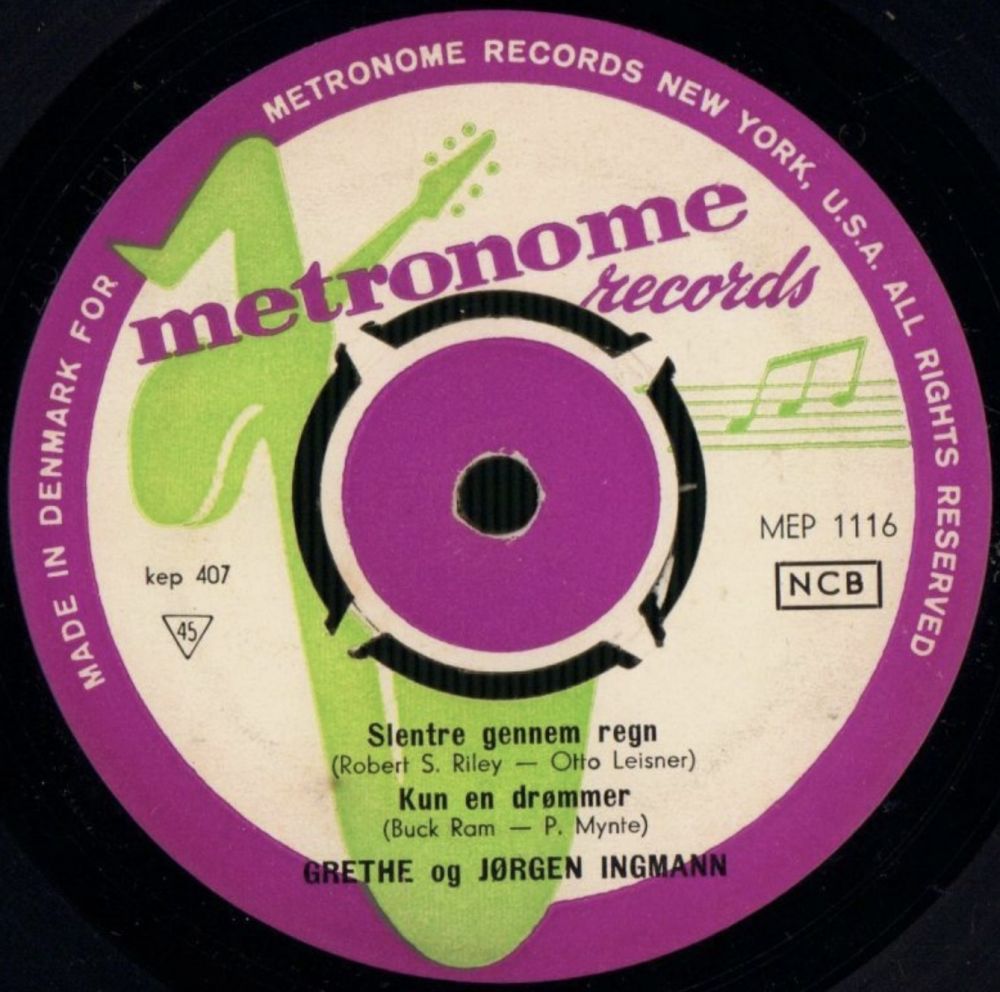 MADE IN DENMARK FOR METRONOME RECORDS NEW YORK, U.S.A. ALL RIGHTS RESERVED
metronome
records
MEP 1116
NCB
kep 407
45
Slentre gennem regn
(Robert S. Riley — Otto Leisner)
Kun en drømmer
(Buck Ram — P. Mynte)
GRETHE og JØRGEN INGMANN